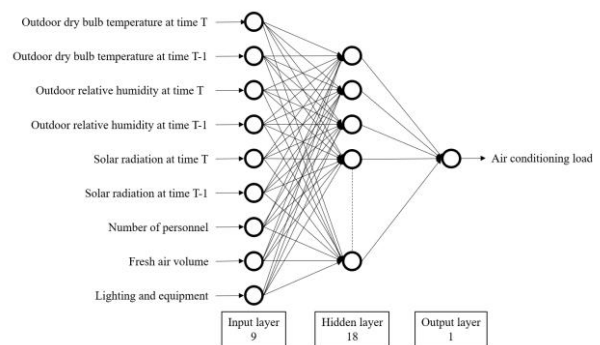 Outdoor dry bulb temperature at time T
Outdoor dry bulb temperature at time T-1
Outdoor relative humidity at time T
Outdoor relative humidity at time T-1
Solar radiation at time T
Air conditioning load
Solar radiation at time T-1
Number of personnel
Fresh air volume
Lighting and equipment
Input layer
9
Hidden layer
18
Output layer
1